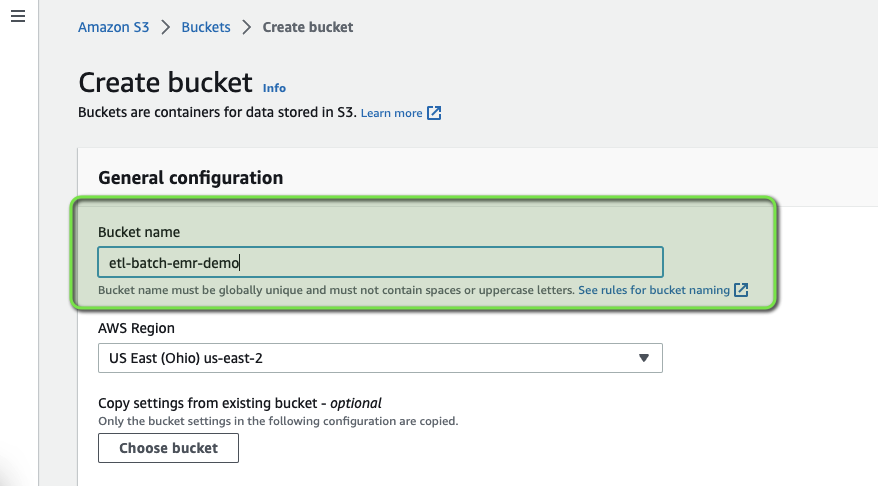 Amazon S3 > Buckets > Create bucket
Create bucket Info
Buckets are containers for data stored in S3. Learn more
General configuration
Bucket name
etl-batch-emr-demo
Bucket name must be globally unique and must not contain spaces or uppercase letters. See rules for bucket naming
AWS Region
US East (Ohio) us-east-2
Copy settings from existing bucket - optional
Only the bucket settings in the following configuration are copied.
Choose bucket